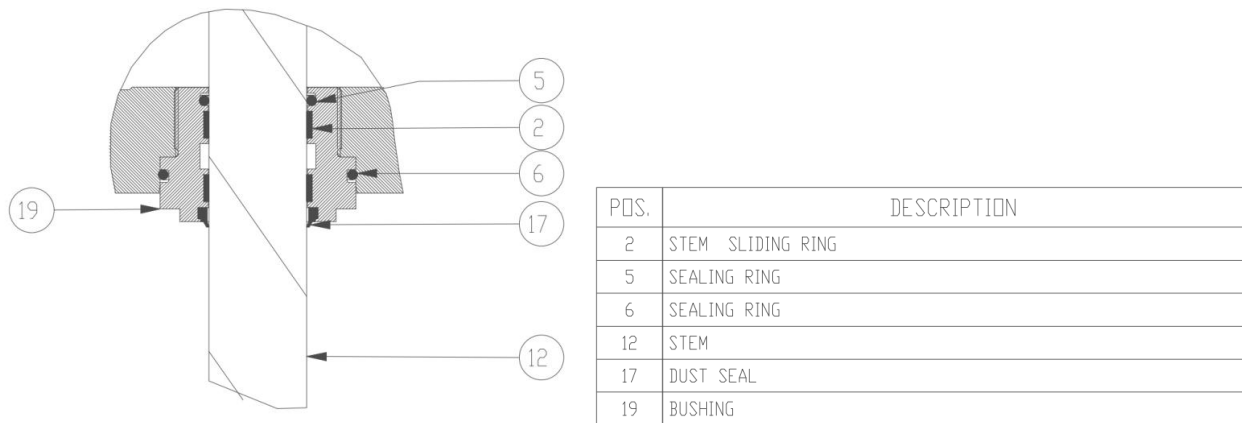 5
2
6
19
17
12
POS. DESCRIPTION
2 STEM SLIDING RING
5 SEALING RING
6 SEALING RING
12 STEM
17 DUST SEAL
19 BUSHING